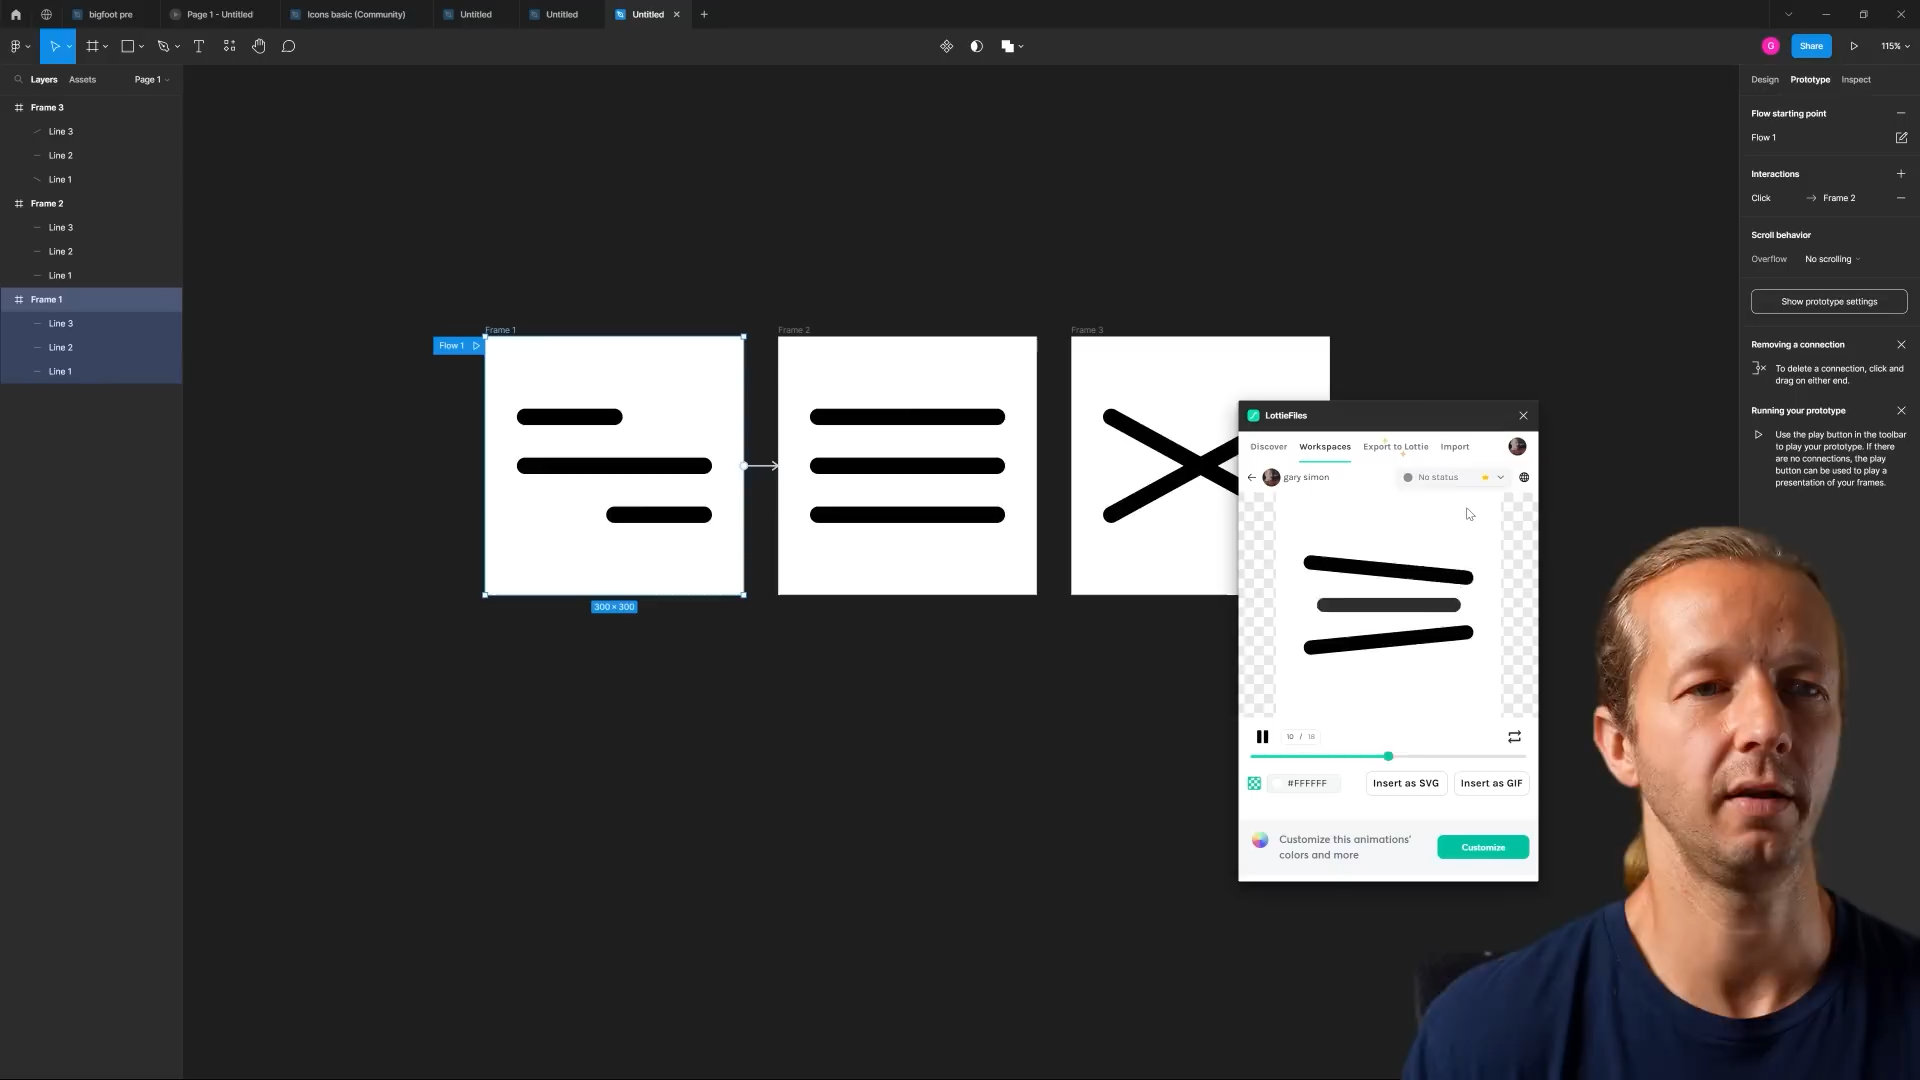 bigfoot pre
Page 1 - Untitled
Icons basic (Community)
Untitled
Untitled
Untitled
G
Share
115%
Layers
Assets
Page 1
Frame 3
Line 3
Line 2
Line 1
Frame 2
Line 3
Line 2
Line 1
Frame 1
Line 3
Line 2
Line 1
Frame 1
Flow 1
300 × 300
Frame 2
Frame 3
LottieFiles
Discover
Workspaces
Export to Lottie
Import
gary simon
No status
10 / 18
#FFFFFF
Insert as SVG
Insert as GIF
Customize this animations'
colors and more
Customize
Design
Prototype
Inspect
Flow starting point
Flow 1
Interactions
Click
Frame 2
Scroll behavior
Overflow
No scrolling
Show prototype settings
Removing a connection
To delete a connection, click and
drag on either end.
Running your prototype
Use the play button in the toolbar
to play your prototype. If there
are no connections, the play
button can be used to play a
presentation of your frames.